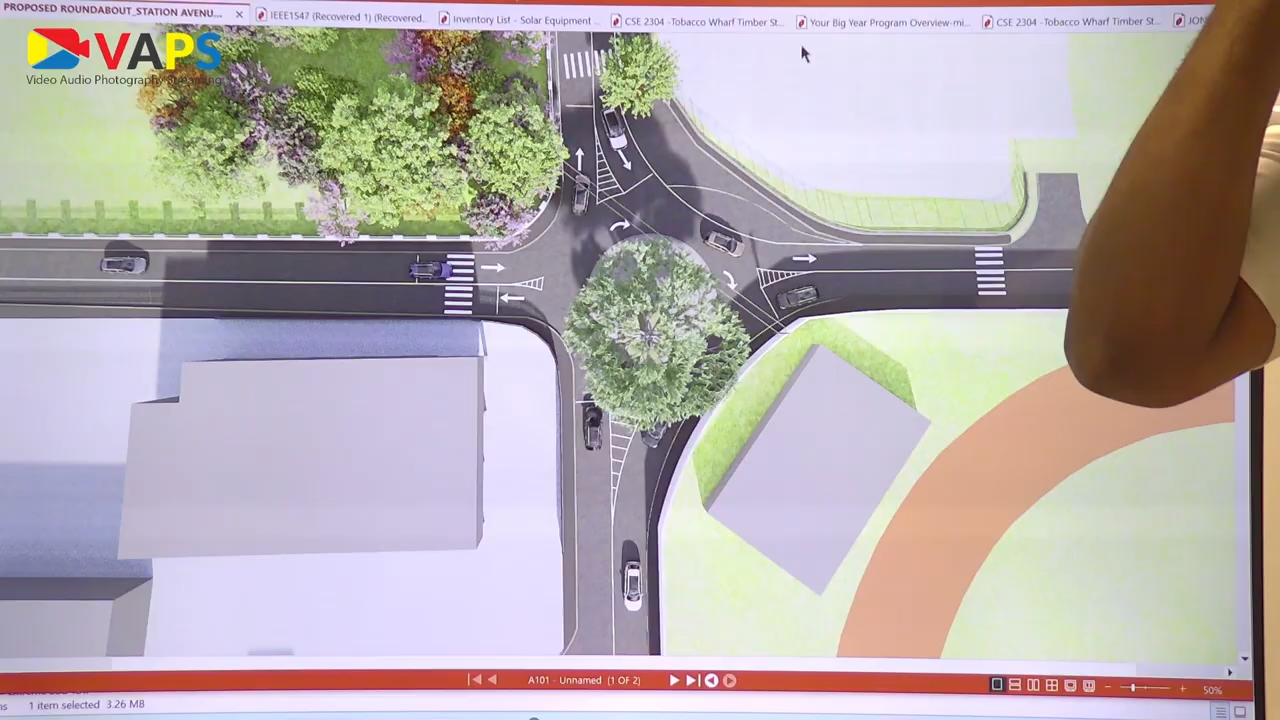 PROPOSED ROUNDABOUT_STATION AVENU...
IEEE1547 (Recovered 1) (Recovered...
Inventory List - Solar Equipment ...
CSE 2304 -Tobacco Wharf Timber St...
Your Big Year Program Overview-mi...
CSE 2304 -Tobacco Wharf Timber St...
VAPS
Video Audio Photography Streaming
A101 - Unnamed (1 OF 2)
50%
1 item selected 3.26 MB